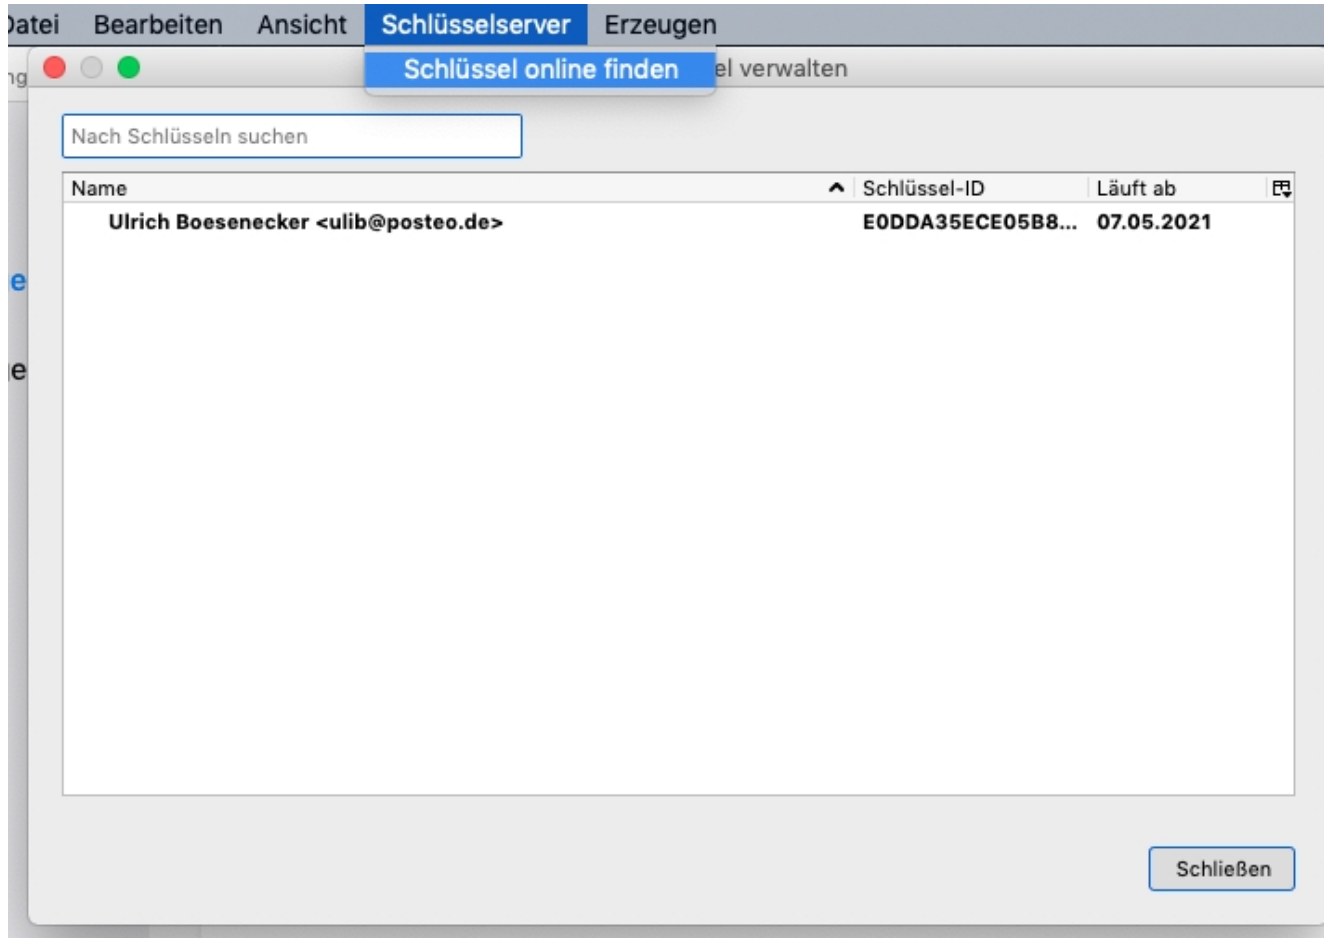 Datei Bearbeiten Ansicht Schlüsselserver Erzeugen
Schlüssel online finden
verwalten
Nach Schlüsseln suchen
Name Schlüssel-ID Läuft ab
Ulrich Boesenecker <ulib@posteo.de> E0DDA35ECE05B8... 07.05.2021
Schließen